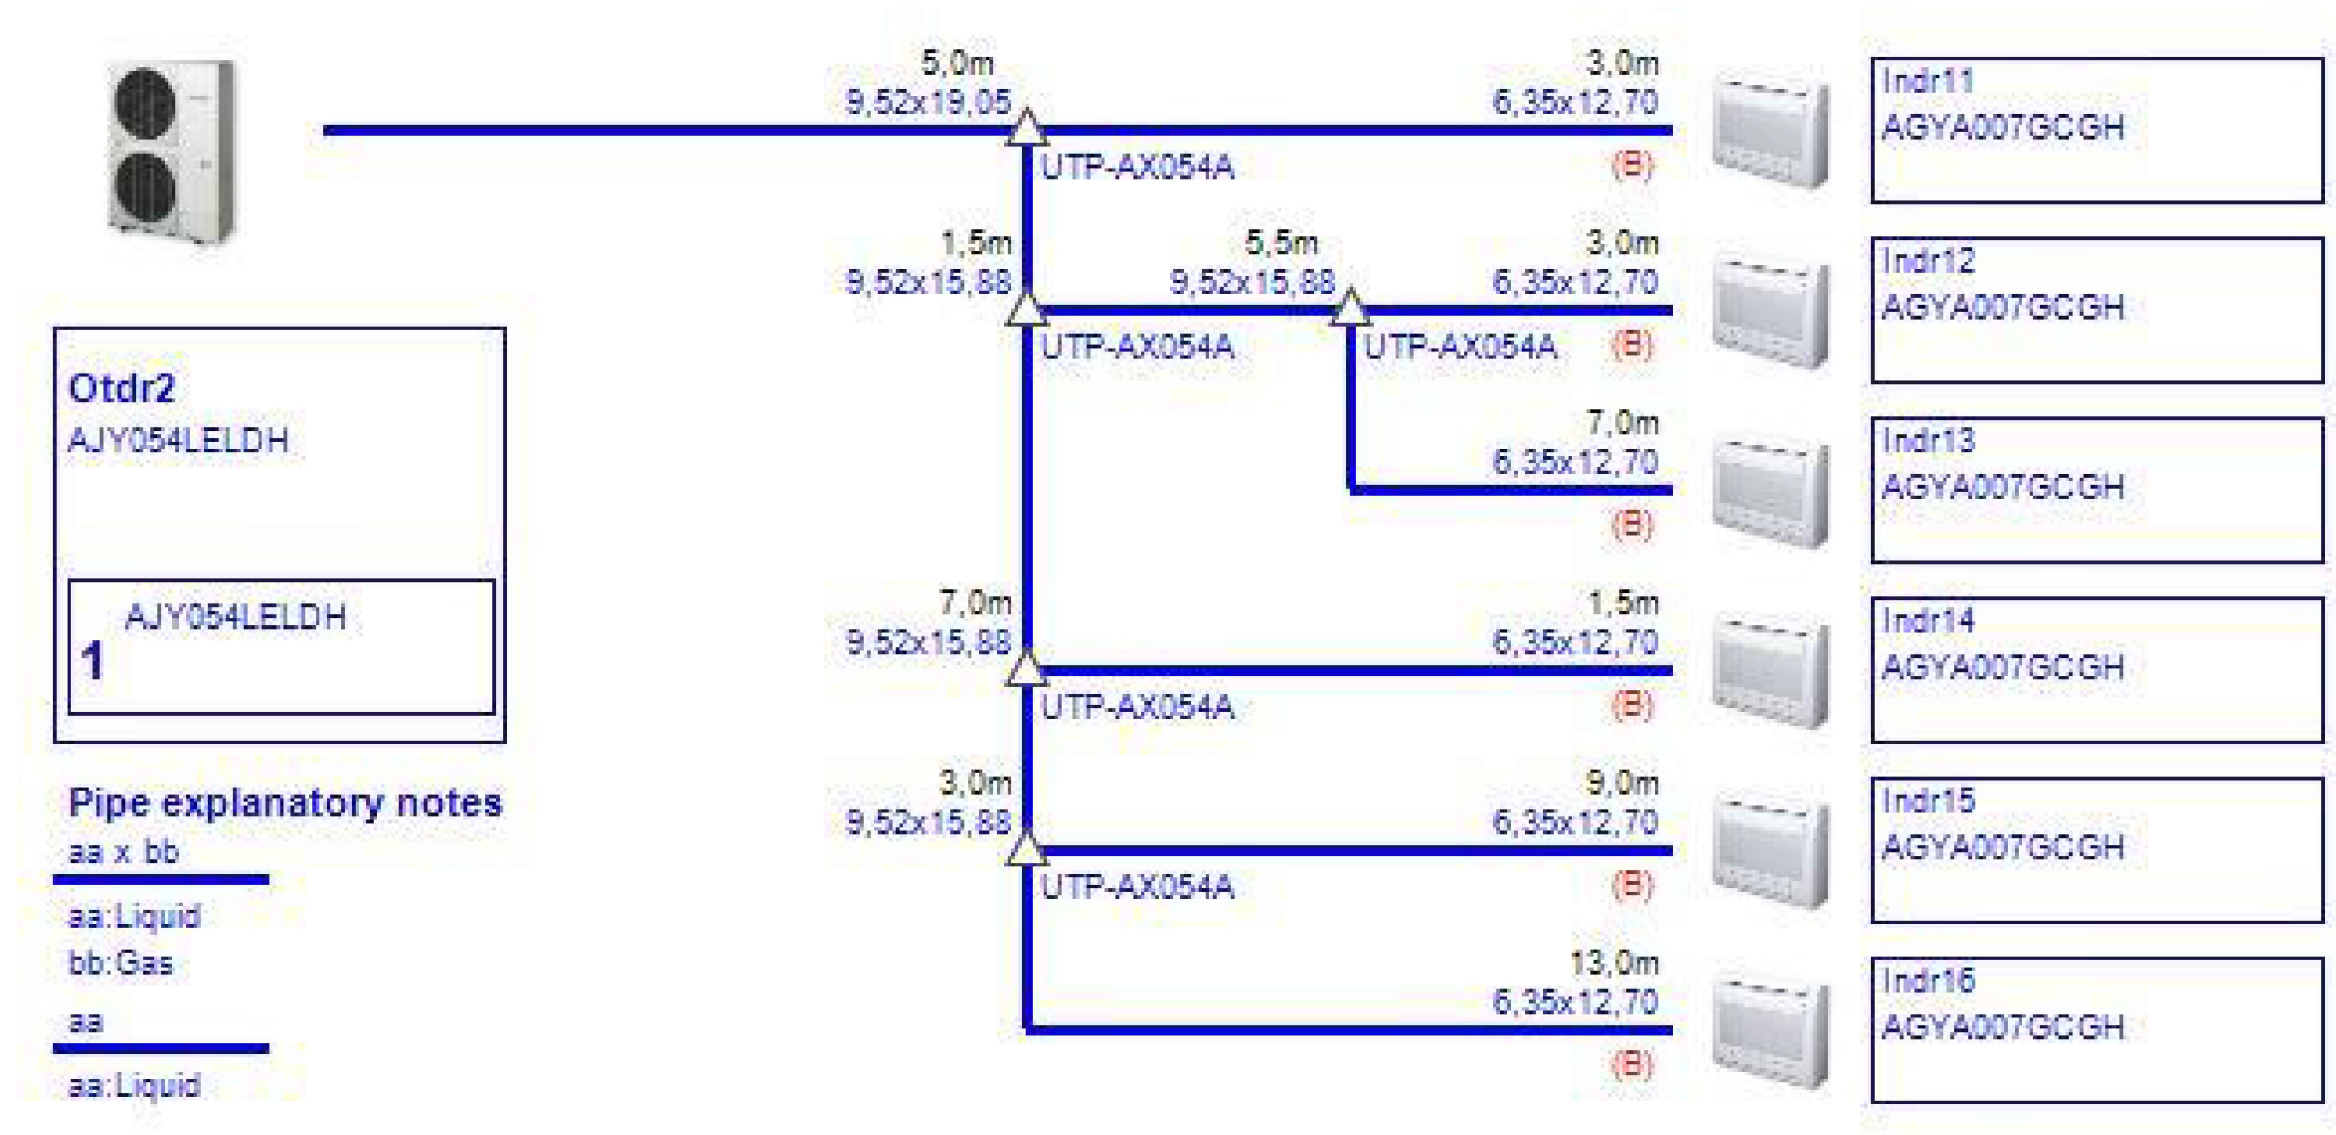 5,0m
9,52x19,05
UTP-AX054A
3,0m
6,35x12,70
(B)
Indr11
AGYA007GCGH
1,5m
9,52x15,88
UTP-AX054A
5,5m
9,52x15,88
UTP-AX054A
3,0m
6,35x12,70
(B)
Indr12
AGYA007GCGH
7,0m
6,35x12,70
(B)
Indr13
AGYA007GCGH
7,0m
9,52x15,88
UTP-AX054A
1,5m
6,35x12,70
(B)
Indr14
AGYA007GCGH
3,0m
9,52x15,88
UTP-AX054A
9,0m
6,35x12,70
(B)
Indr15
AGYA007GCGH
13,0m
6,35x12,70
(B)
Indr16
AGYA007GCGH
Otdr2
AJY054LELDH
AJY054LELDH
1
Pipe explanatory notes
aa x bb
aa:Liquid
bb:Gas
aa
aa:Liquid